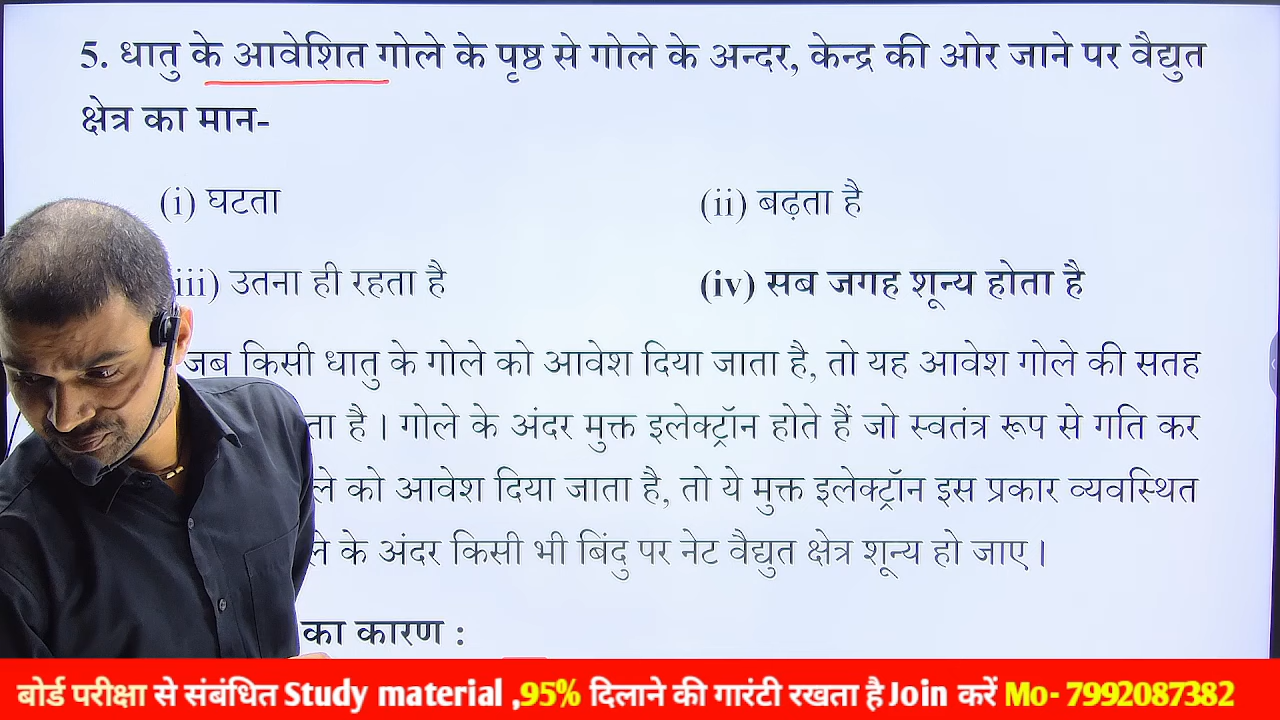 5. धातु के आवेशित गोले के पृष्ठ से गोले के अन्दर, केन्द्र की ओर जाने पर वैद्युत
क्षेत्र का मान-
(i) घटता (ii) बढ़ता है
iii) उतना ही रहता है (iv) सब जगह शून्य होता है
जब किसी धातु के गोले को आवेश दिया जाता है, तो यह आवेश गोले की सतह
है। गोले के अंदर मुक्त इलेक्ट्रॉन होते हैं जो स्वतंत्र रूप से गति कर
को आवेश दिया जाता है, तो ये मुक्त इलेक्ट्रॉन इस प्रकार व्यवस्थित
के अंदर किसी भी बिंदु पर नेट वैद्युत क्षेत्र शून्य हो जाए।
का कारण :
बोर्ड परीक्षा से संबंधित Study material ,95% दिलाने की गारंटी रखता है Join करें Mo- 7992087382